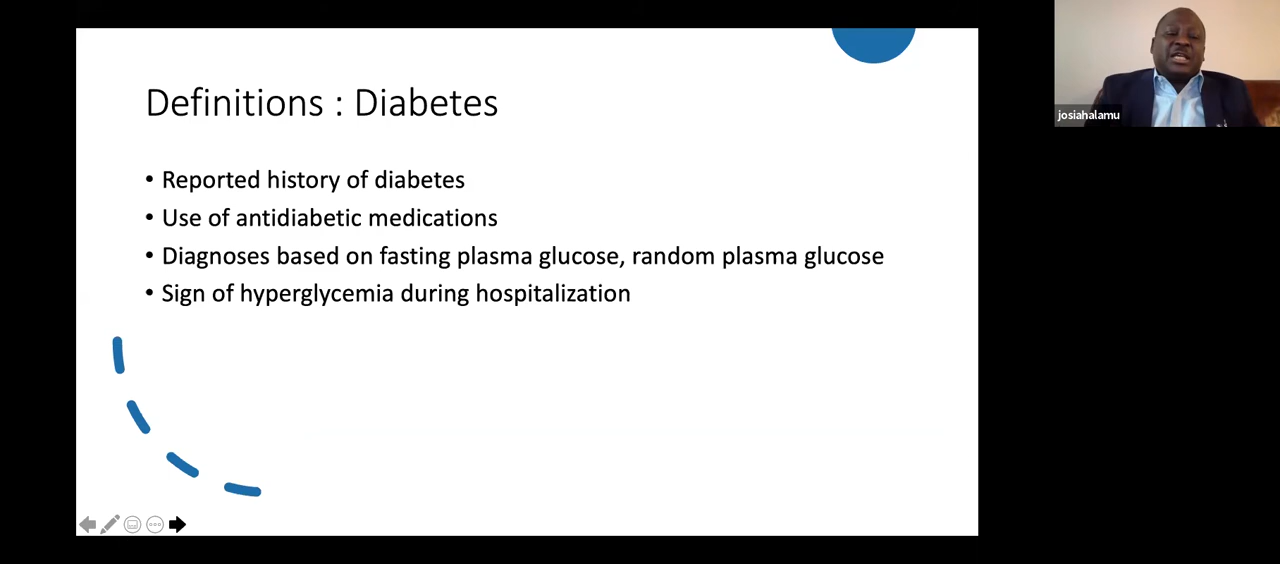 Definitions : Diabetes
• Reported history of diabetes
• Use of antidiabetic medications
• Diagnoses based on fasting plasma glucose, random plasma glucose
• Sign of hyperglycemia during hospitalization
josiahalamu